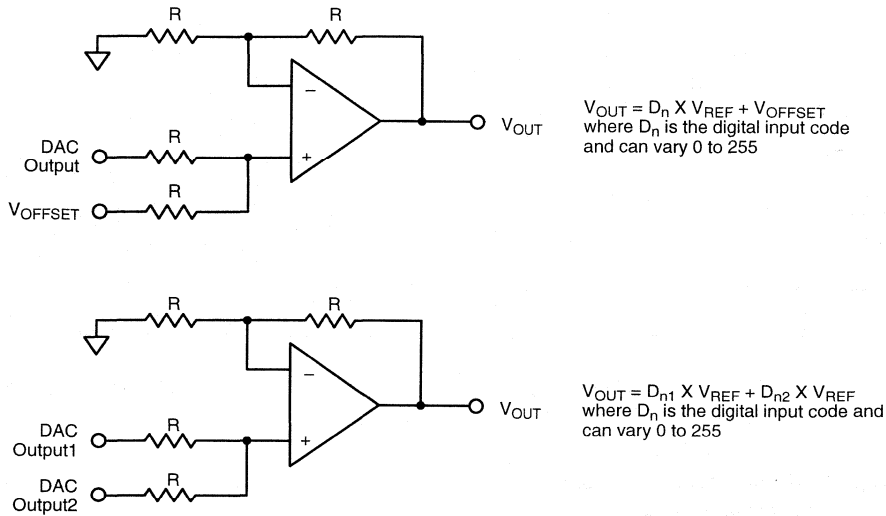 R
R
−
V_OUT
DAC
Output
R
+
R
V_OFFSET
V_OUT = D_n X V_REF + V_OFFSET
where D_n is the digital input code
and can vary 0 to 255
R
R
−
V_OUT
DAC
Output1
R
+
R
DAC
Output2
V_OUT = D_n1 X V_REF + D_n2 X V_REF
where D_n is the digital input code and
can vary 0 to 255